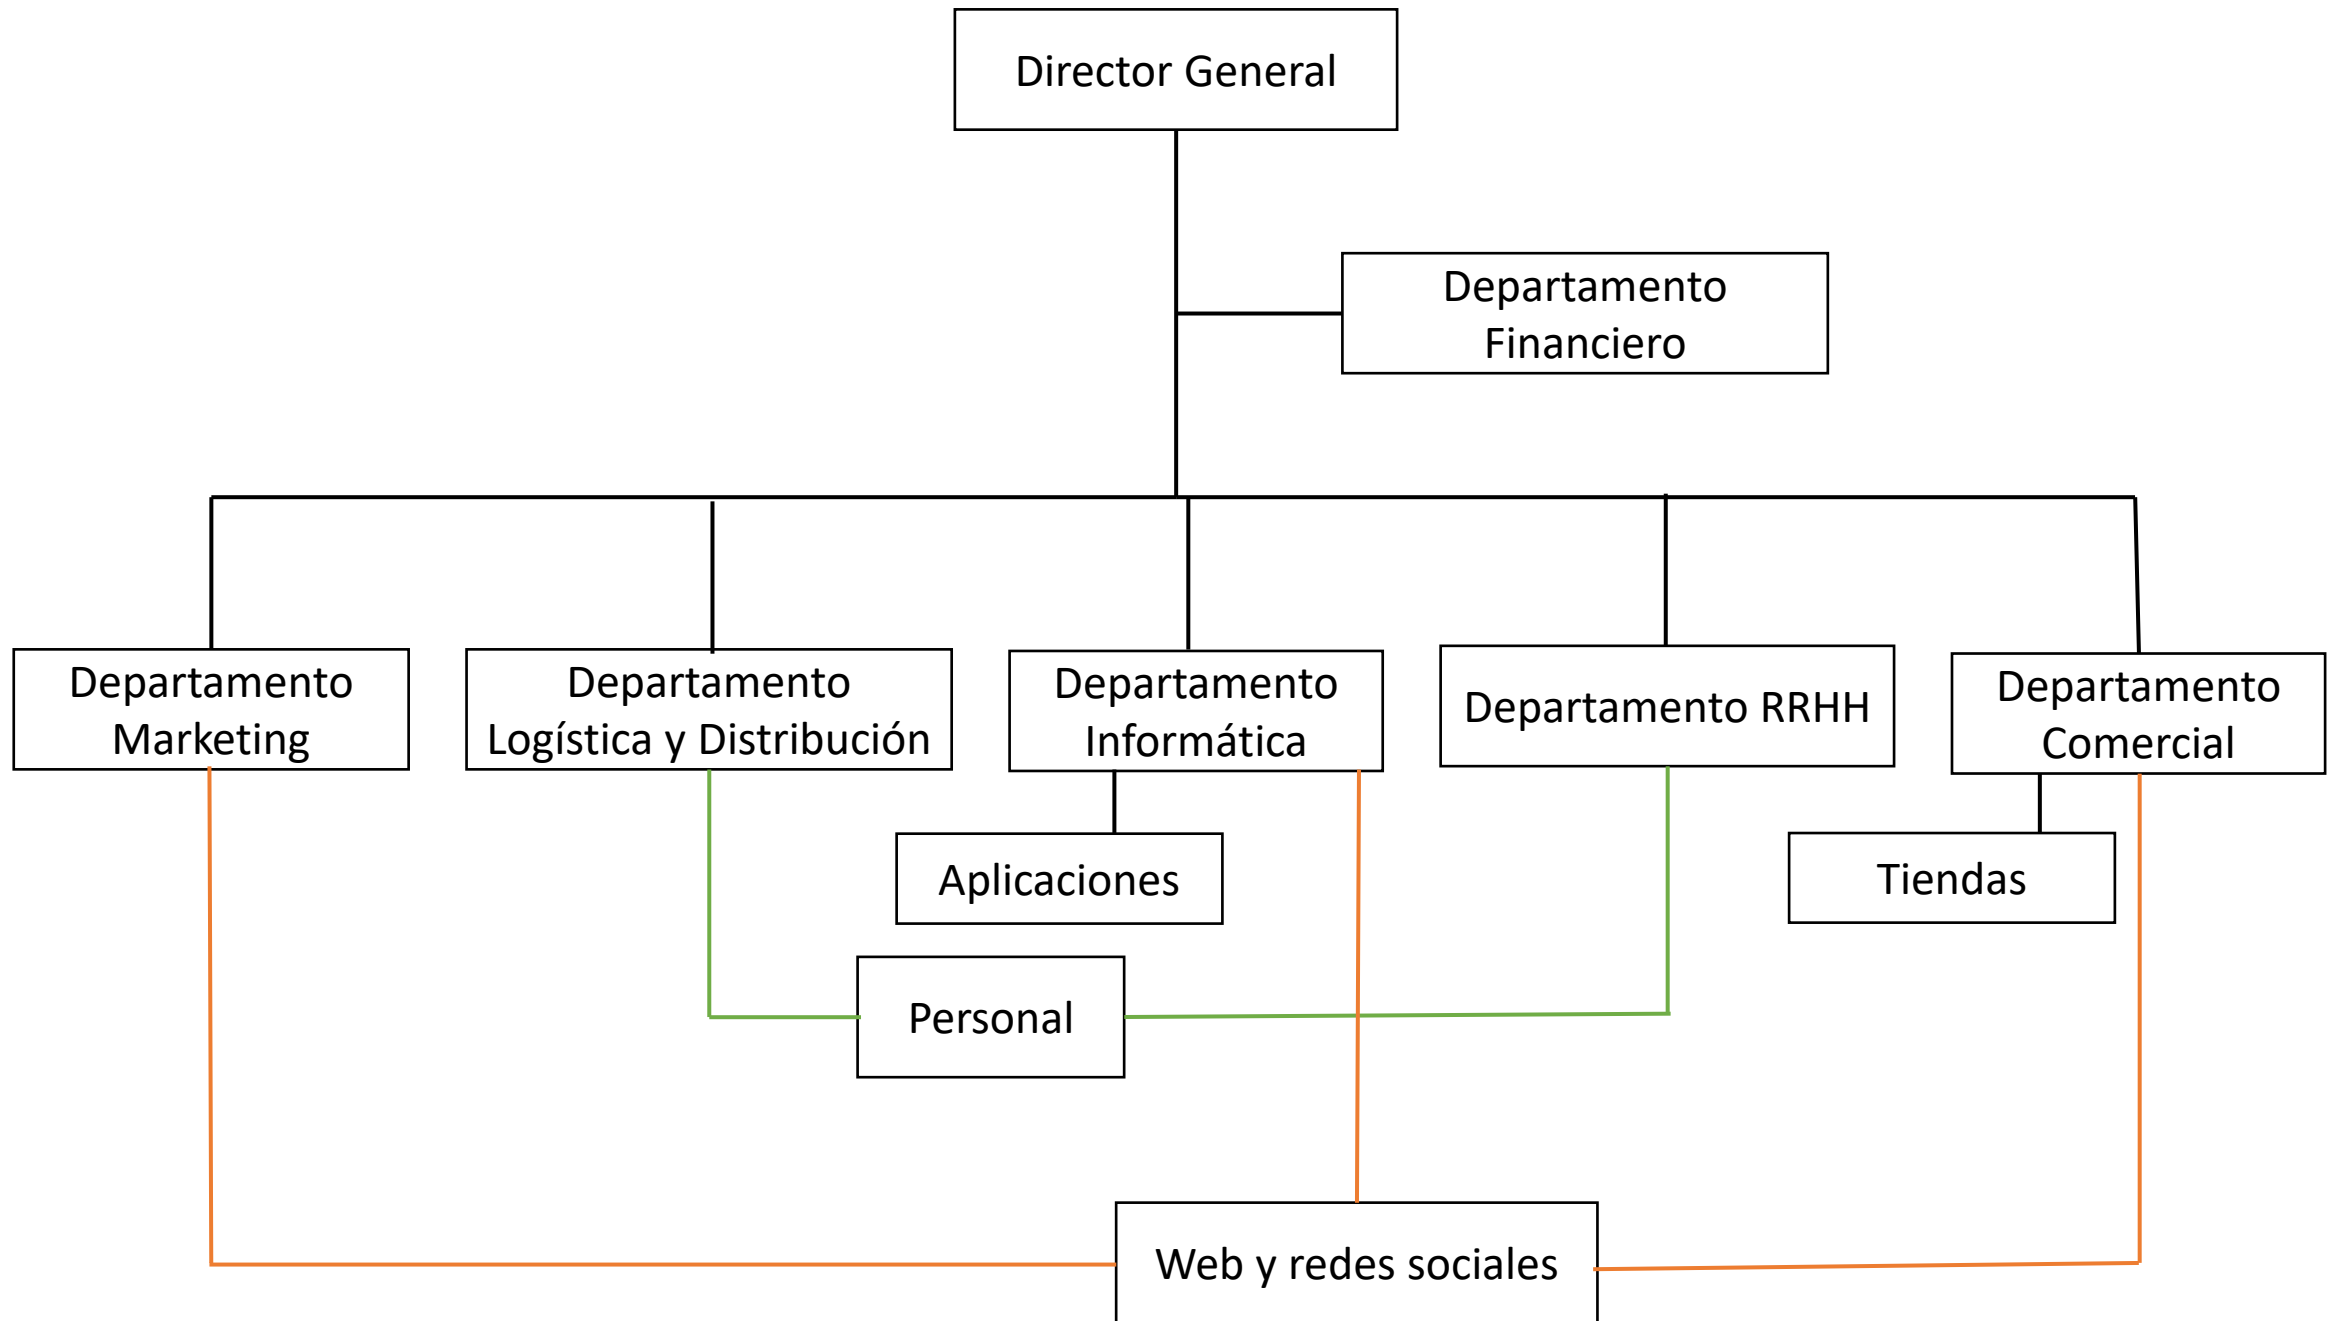 Director General
Departamento
Financiero
Departamento
Marketing
Departamento
Logística y Distribución
Departamento
Informática
Departamento RRHH
Departamento
Comercial
Aplicaciones
Tiendas
Personal
Web y redes sociales